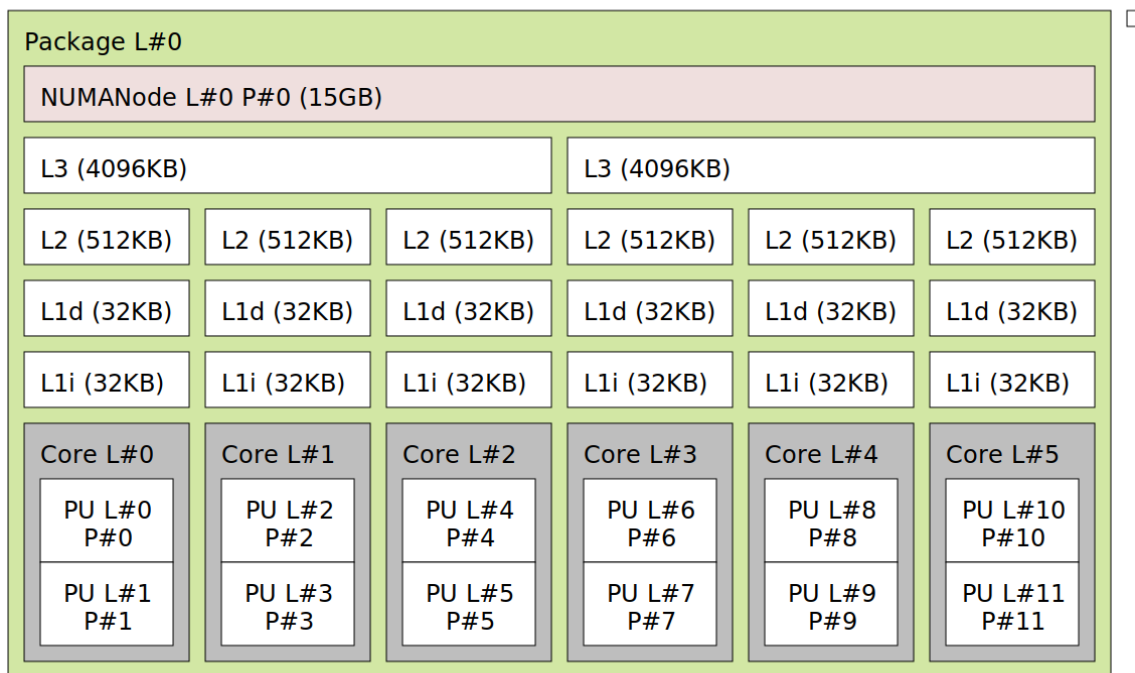 Package L#0
NUMANode L#0 P#0 (15GB)
L3 (4096KB) L3 (4096KB)
L2 (512KB) L2 (512KB) L2 (512KB) L2 (512KB) L2 (512KB) L2 (512KB)
L1d (32KB) L1d (32KB) L1d (32KB) L1d (32KB) L1d (32KB) L1d (32KB)
L1i (32KB) L1i (32KB) L1i (32KB) L1i (32KB) L1i (32KB) L1i (32KB)
Core L#0 Core L#1 Core L#2 Core L#3 Core L#4 Core L#5
PU L#0 PU L#2 PU L#4 PU L#6 PU L#8 PU L#10
P#0 P#2 P#4 P#6 P#8 P#10
PU L#1 PU L#3 PU L#5 PU L#7 PU L#9 PU L#11
P#1 P#3 P#5 P#7 P#9 P#11